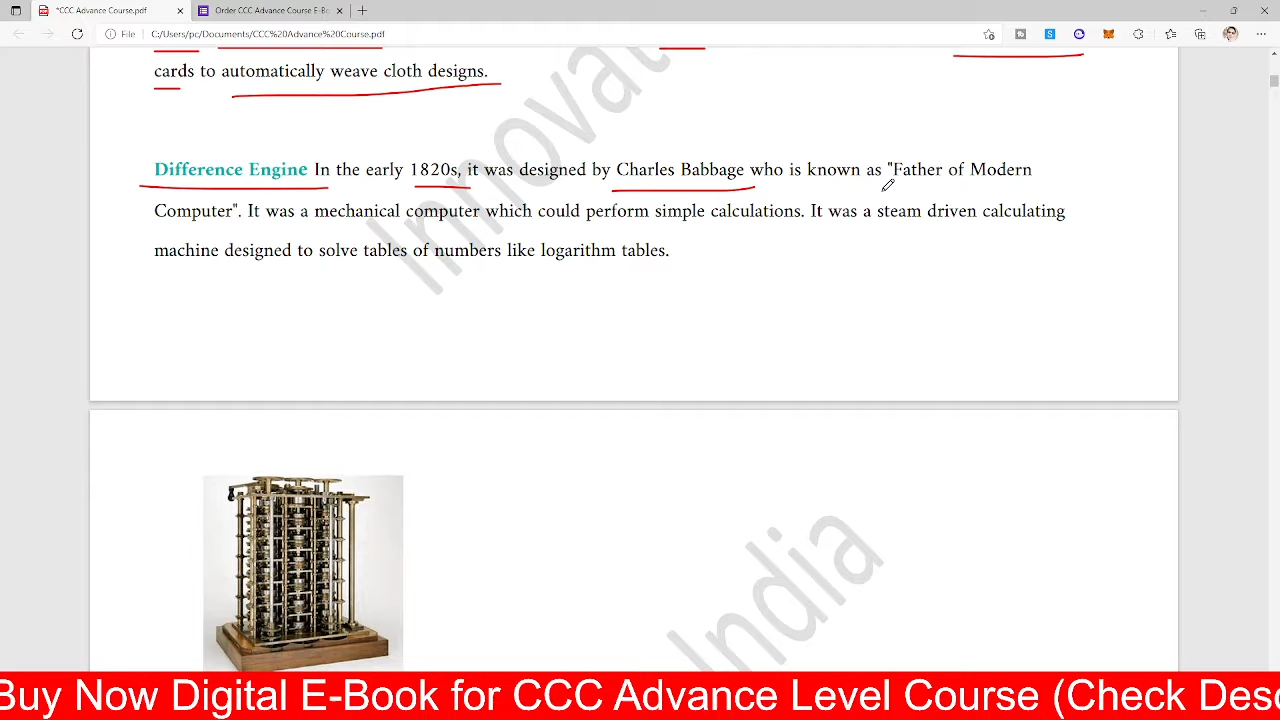 *CCC Advance Course.pdf
Order CCC Advance Course E-Bo
File C:/Users/pc/Documents/CCC%20Advance%20Course.pdf
cards to automatically weave cloth designs.
Difference Engine In the early 1820s, it was designed by Charles Babbage who is known as "Father of Modern
Computer". It was a mechanical computer which could perform simple calculations. It was a steam driven calculating
machine designed to solve tables of numbers like logarithm tables.
Innovat
India
Buy Now Digital E-Book for CCC Advance Level Course (Check Desc